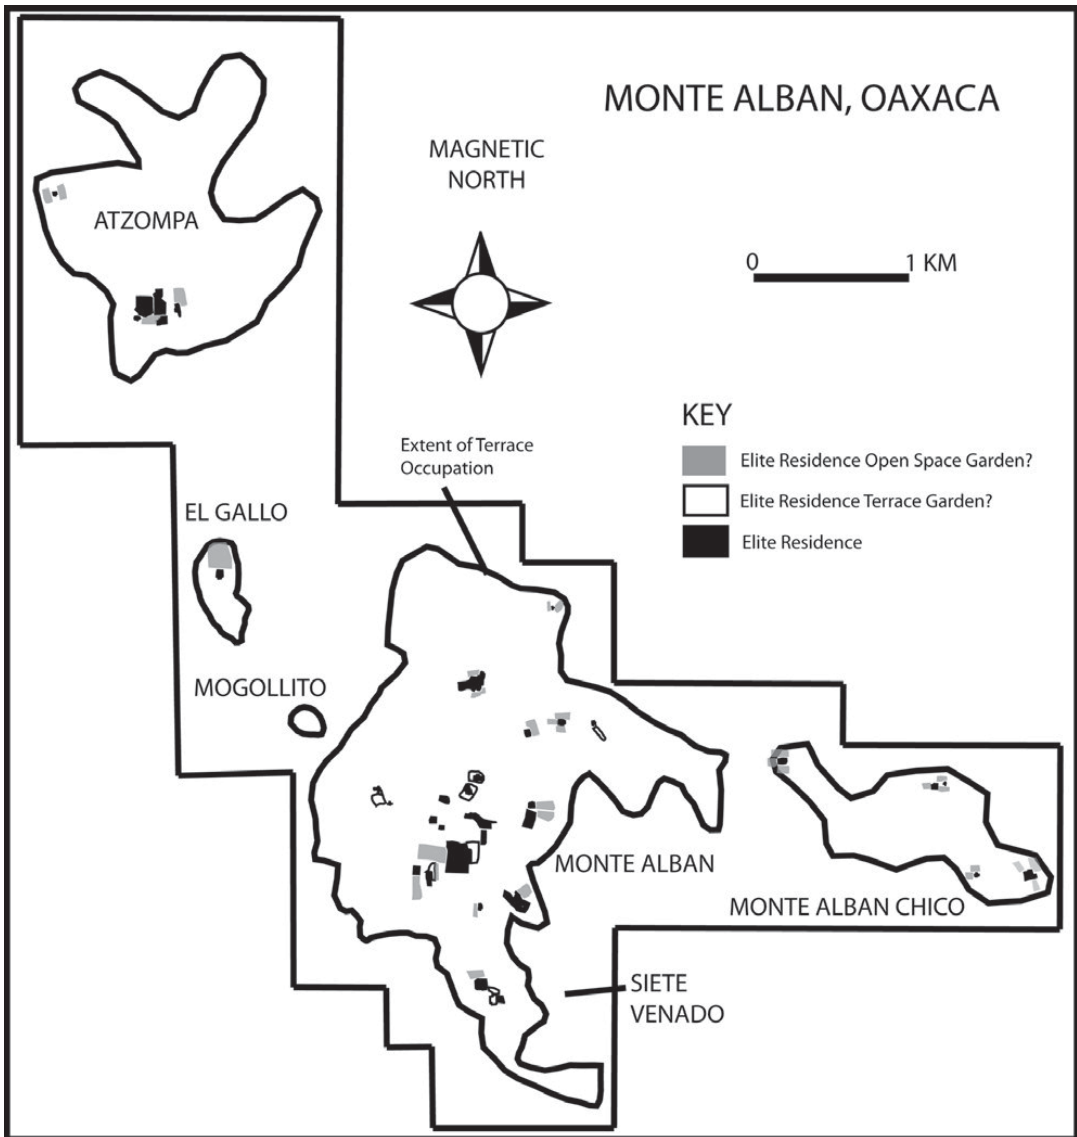 MONTE ALBAN, OAXACA
MAGNETIC
NORTH
ATZOMPA
0 1 KM
KEY
Elite Residence Open Space Garden?
Elite Residence Terrace Garden?
Elite Residence
Extent of Terrace
Occupation
EL GALLO
MOGOLLITO
MONTE ALBAN
MONTE ALBAN CHICO
SIETE
VENADO